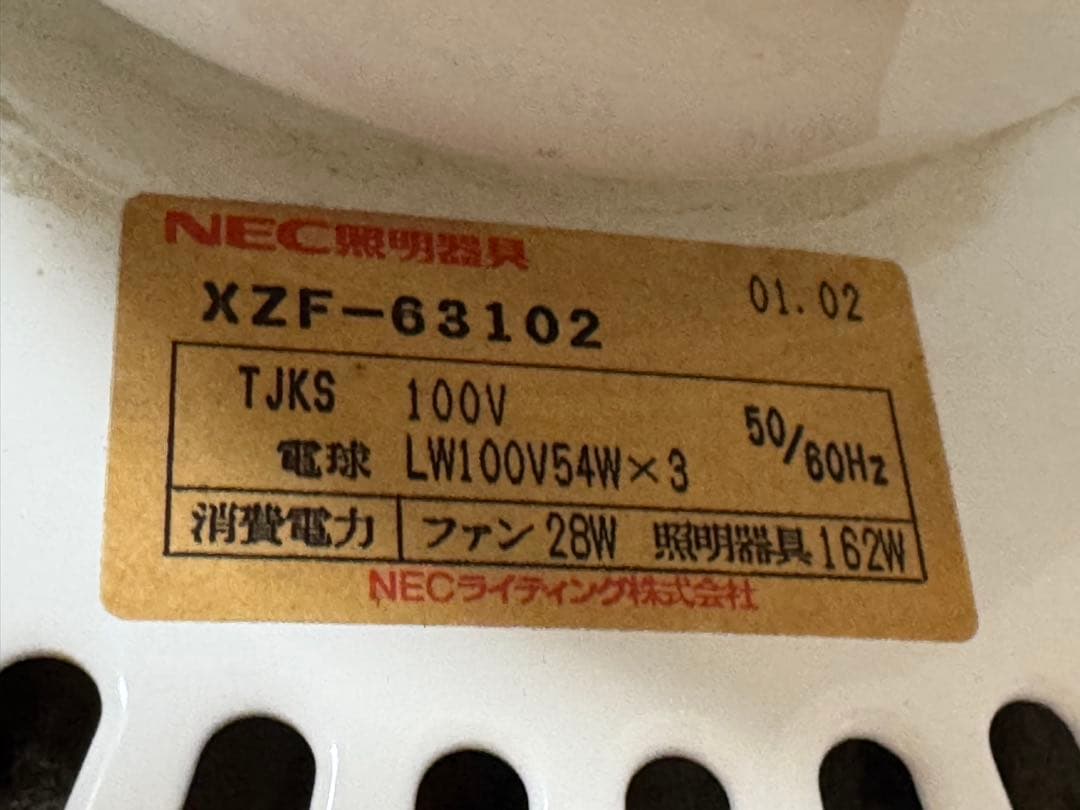 NEC照明器具
XZF-63102 01.02
TJKS 100V 50/60Hz
電球 LW100V54W×3
消費電力 ファン 28W 照明器具 162W
NECライティング株式会社